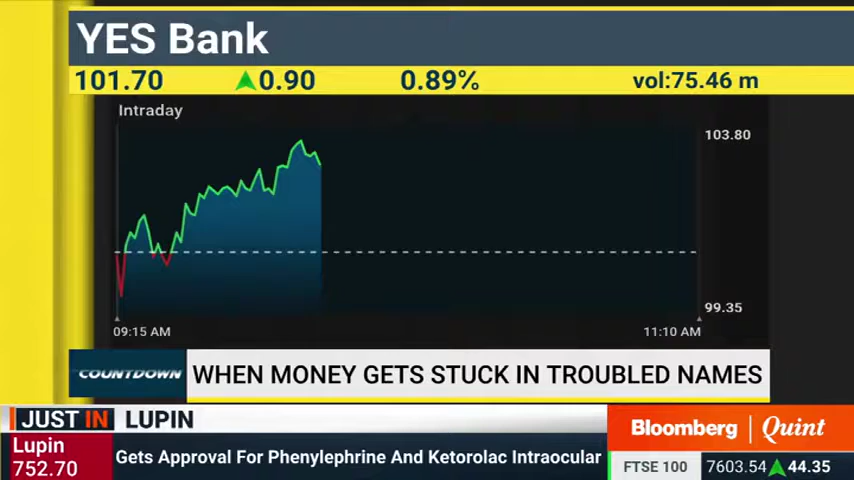 YES Bank
101.70 ▲0.90 0.89% vol:75.46 m
Intraday
103.80
99.35
09:15 AM 11:10 AM
COUNTDOWN WHEN MONEY GETS STUCK IN TROUBLED NAMES
JUST IN LUPIN
Lupin
752.70
Gets Approval For Phenylephrine And Ketorolac Intraocular
Bloomberg | Quint
FTSE 100 7603.54 ▲ 44.35